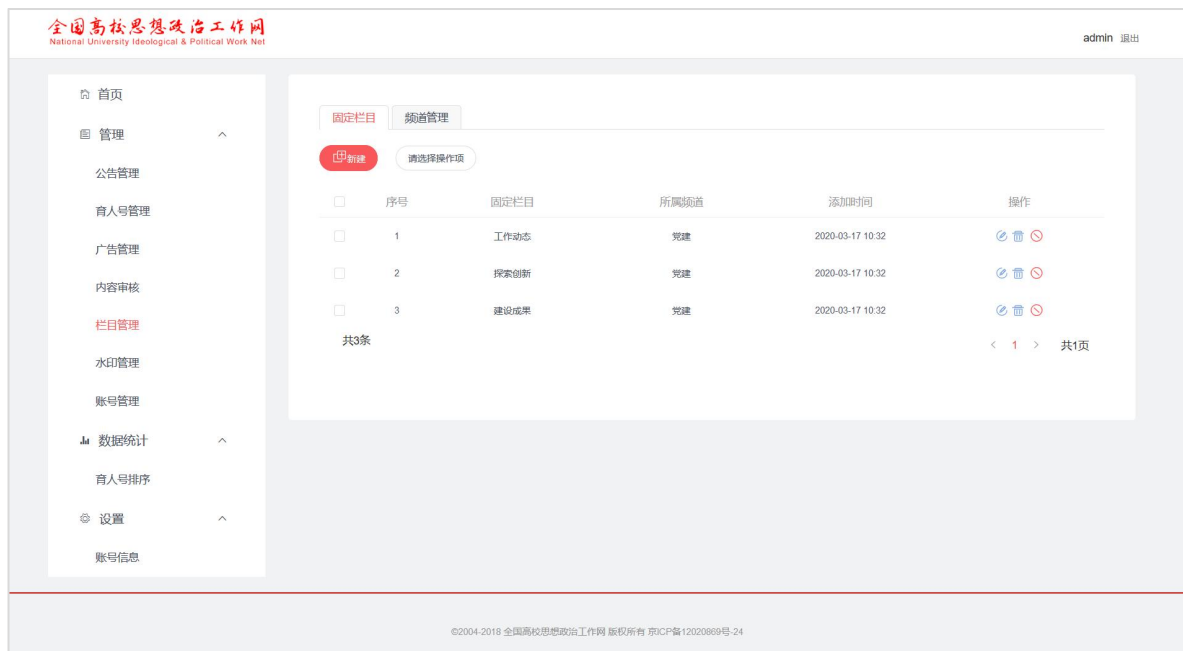 全国高校思想政治工作网
National University Ideological & Political Work Net
admin 退出
首页
管理
公告管理
育人号管理
广告管理
内容审核
栏目管理
水印管理
账号管理
数据统计
育人号排序
设置
账号信息
固定栏目 频道管理
新建 请选择操作项
序号 固定栏目 所属频道 添加时间 操作
1 工作动态 党建 2020-03-17 10:32
2 探索创新 党建 2020-03-17 10:32
3 建设成果 党建 2020-03-17 10:32
共3条
< 1 > 共1页
©2004-2018 全国高校思想政治工作网 版权所有 京ICP备12020869号-24